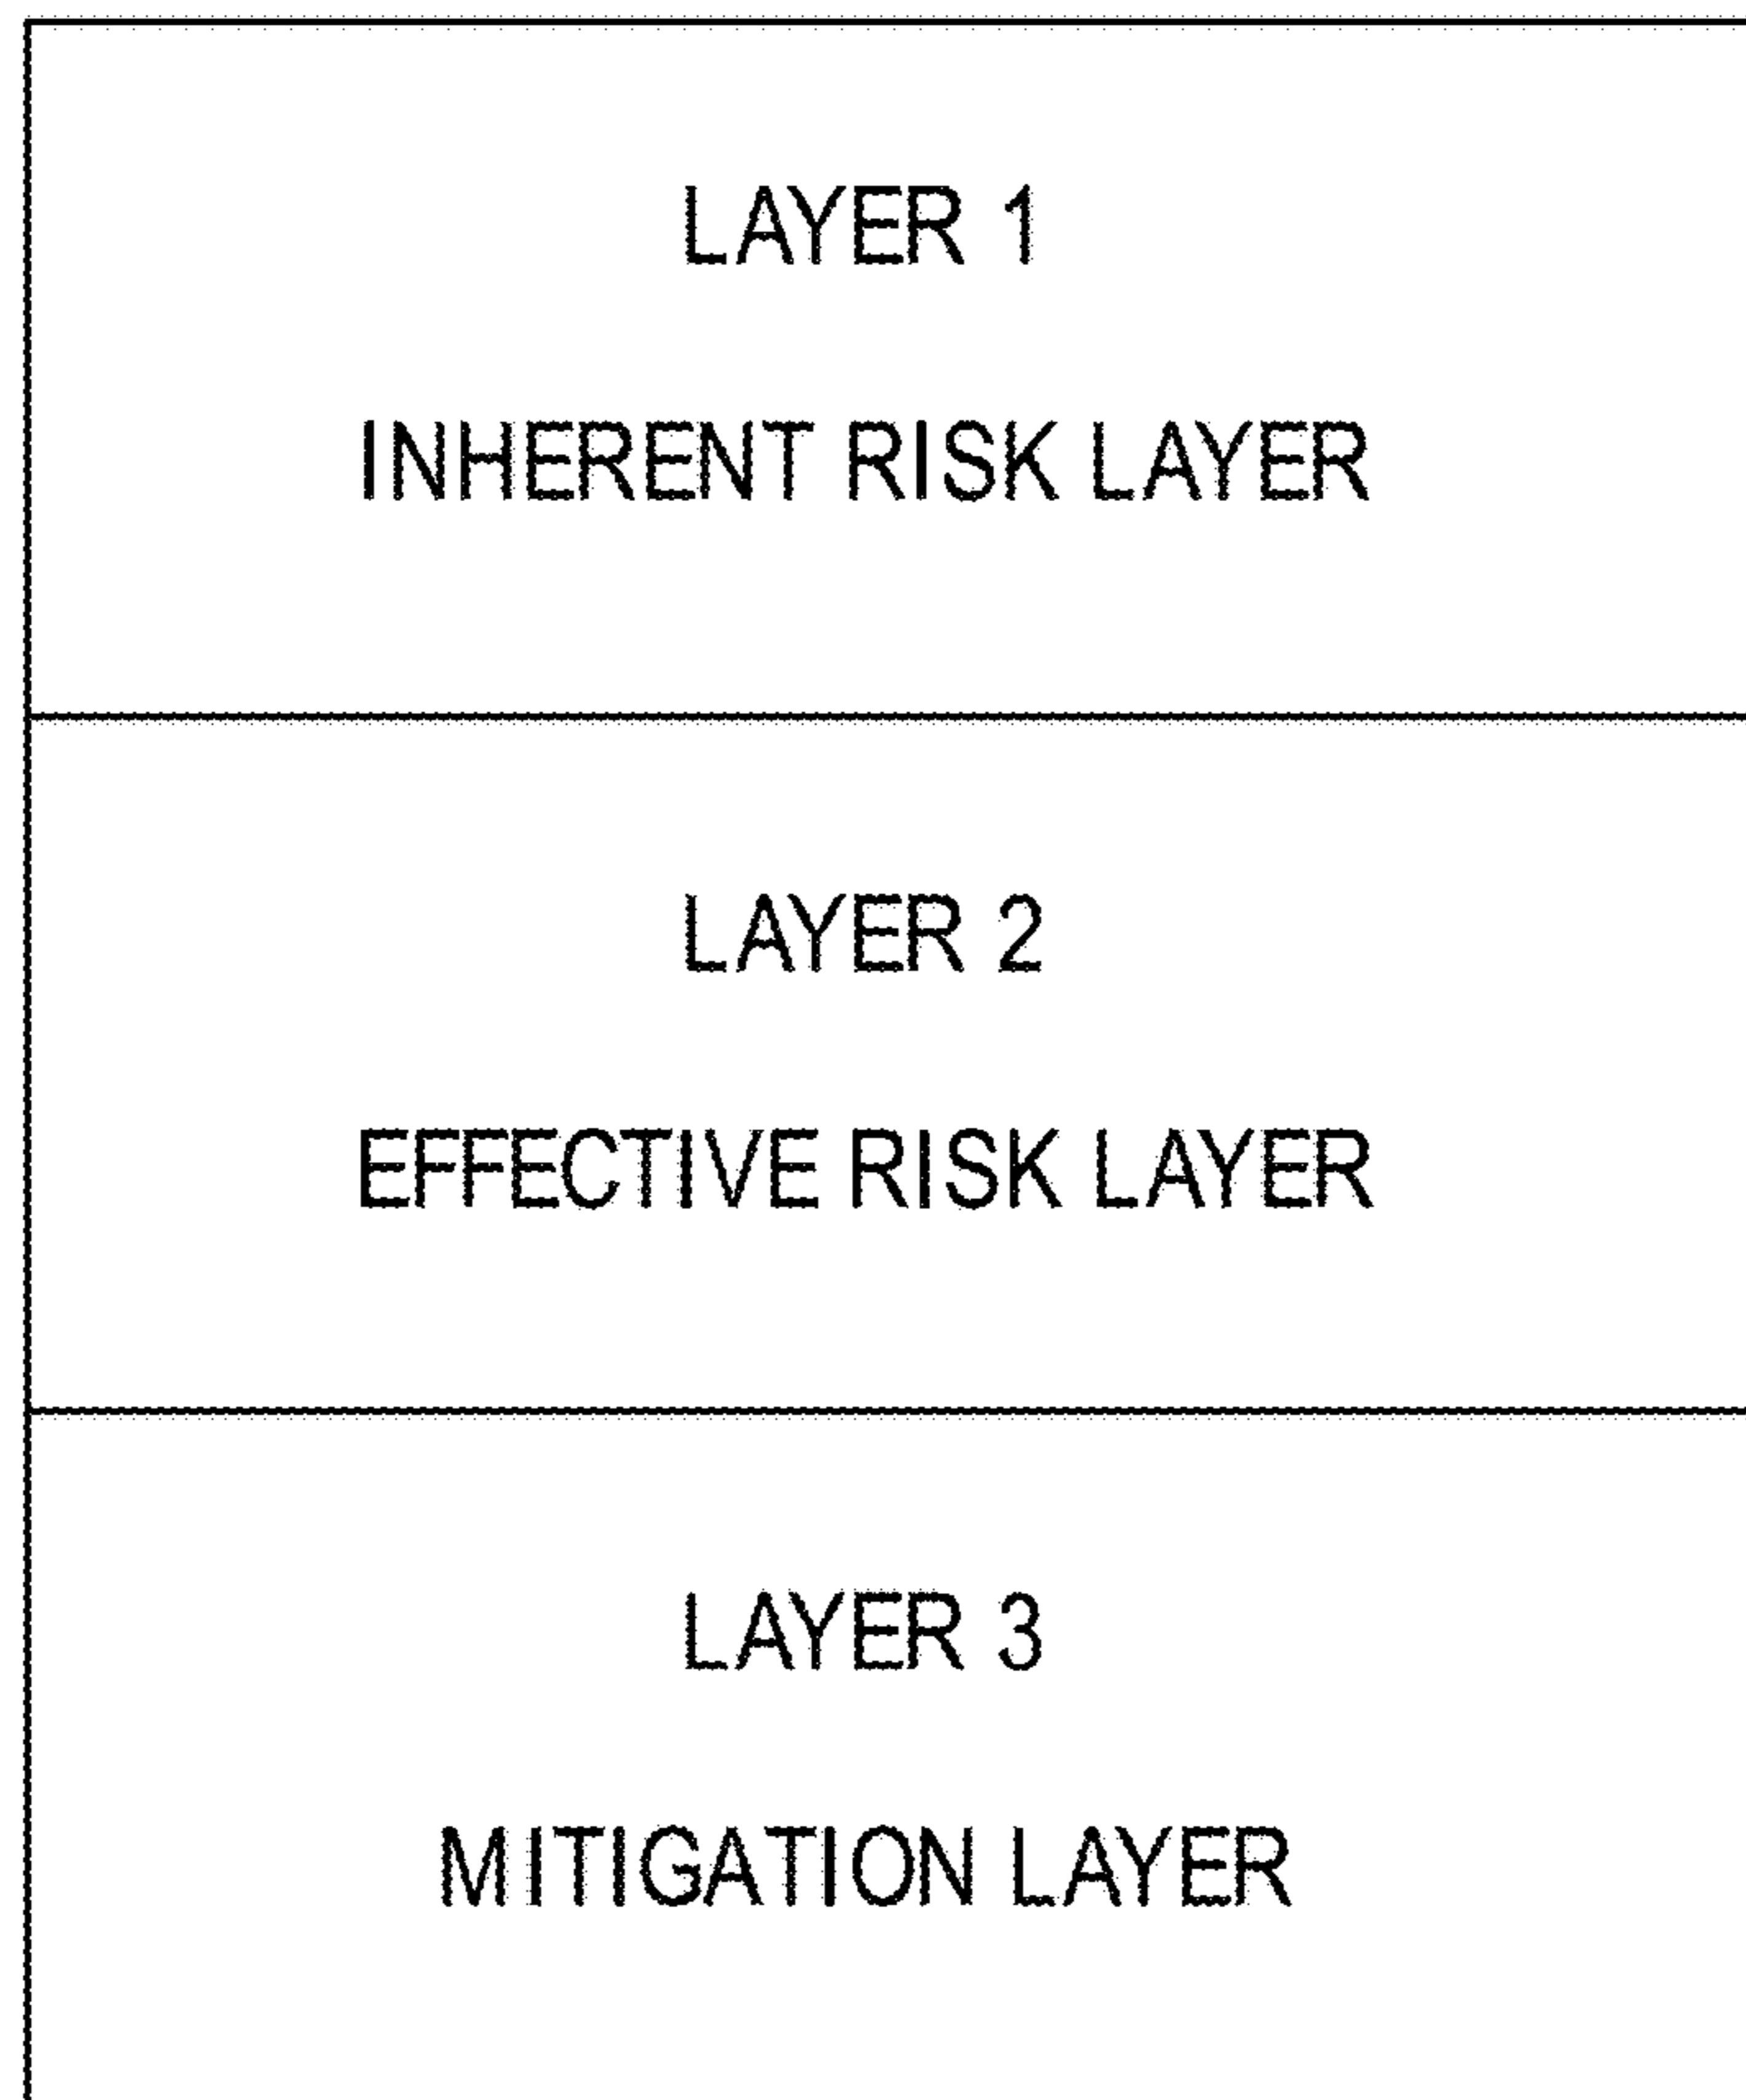 LAYER 1
INHERENT RISK LAYER
LAYER 2
EFFECTIVE RISK LAYER
LAYER 3
MITIGATION LAYER